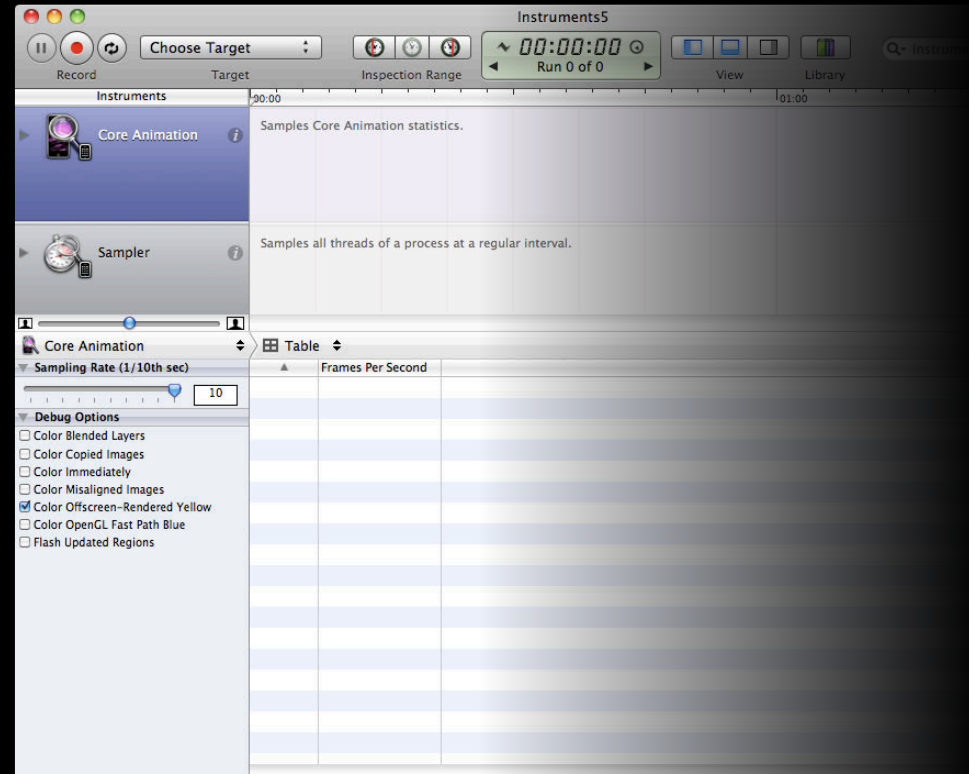 Instruments5
Choose Target
00:00:00
Run 0 of 0
Instrum
Record
Target
Inspection Range
View
Library
Instruments
00:00
01:00
Core Animation
Samples Core Animation statistics.
Sampler
Samples all threads of a process at a regular interval.
Core Animation
Table
Sampling Rate (1/10th sec)
Frames Per Second
10
Debug Options
Color Blended Layers
Color Copied Images
Color Immediately
Color Misaligned Images
Color Offscreen-Rendered Yellow
Color OpenGL Fast Path Blue
Flash Updated Regions